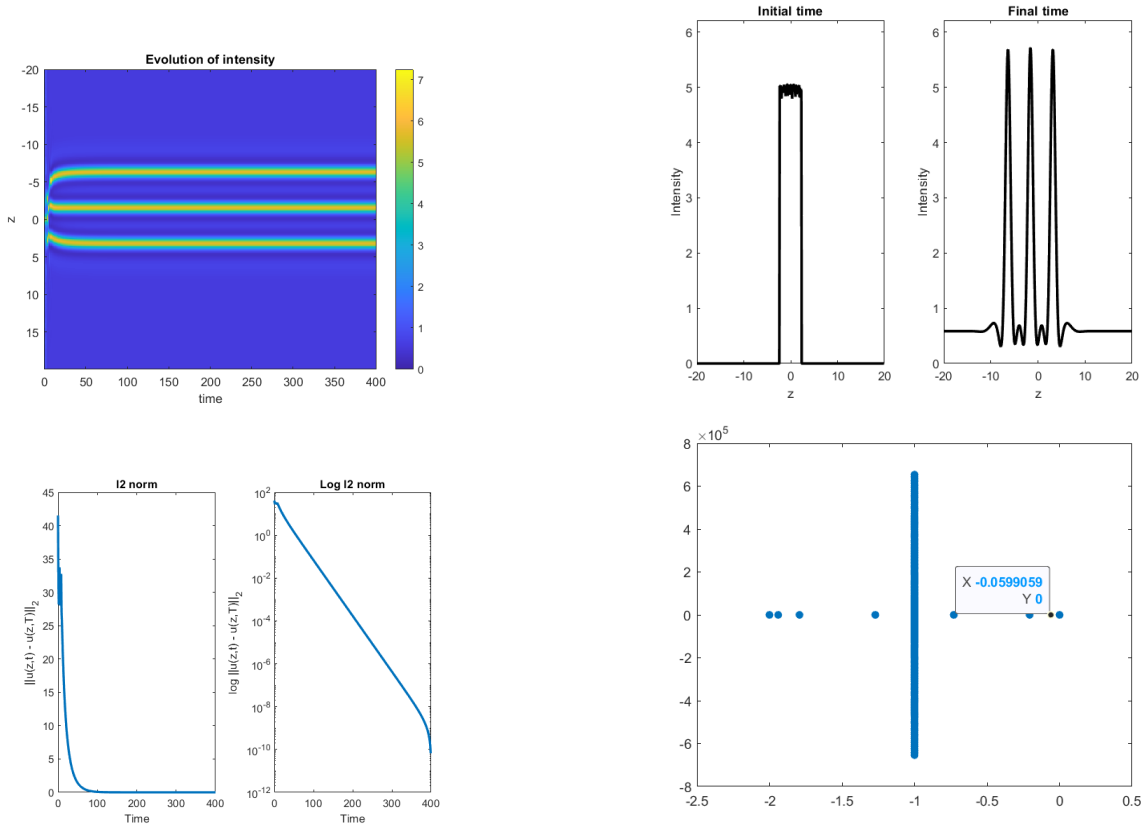 Evolution of intensity
-20
-15
-10
-5
0
5
10
15
z
0 50 100 150 200 250 300 350 400
time
7
6
5
4
3
2
1
0
Initial time
6
5
4
3
2
1
0
Intensity
-20 -10 0 10 20
z
Final time
6
5
4
3
2
1
0
Intensity
-20 -10 0 10 20
z
l2 norm
45
40
35
30
25
20
15
10
5
0
||u(z,t) - u(z,T)||2
0 100 200 300 400
Time
Log l2 norm
10^2
10^0
10^-2
10^-4
10^-6
10^-8
10^-10
10^-12
log ||u(z,t) - u(z,T)||2
0 100 200 300 400
Time
×10^5
8
6
4
2
0
-2
-4
-6
-8
X -0.0599059
Y 0
-2.5 -2 -1.5 -1 -0.5 0 0.5